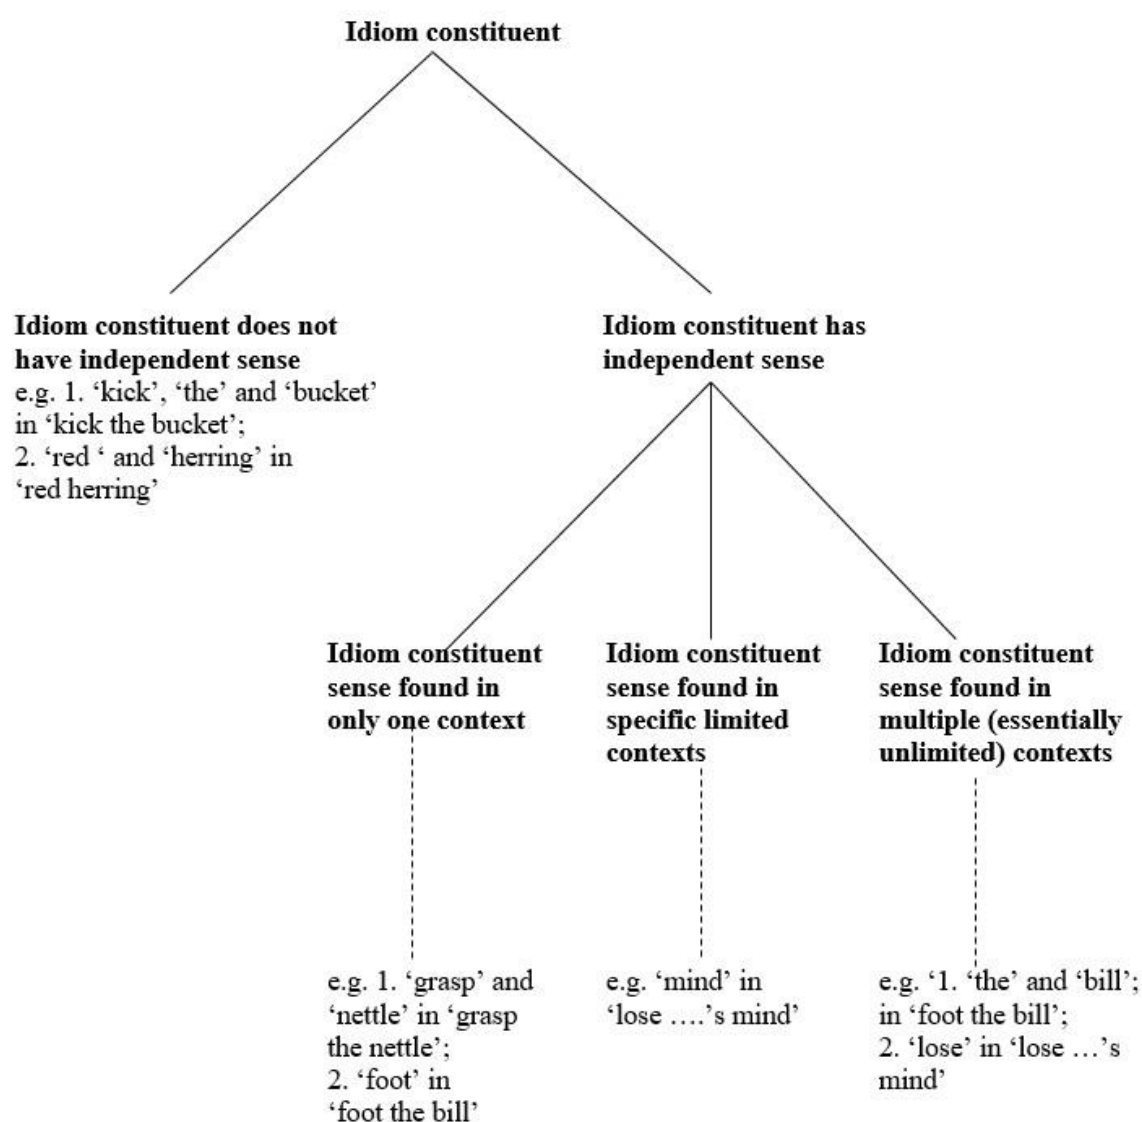 Idiom constituent
Idiom constituent does not
have independent sense
e.g. 1. ‘kick’, ‘the’ and ‘bucket’
in ‘kick the bucket’;
2. ‘red ‘ and ‘herring’ in
‘red herring’
Idiom constituent has
independent sense
Idiom constituent
sense found in
only one context
Idiom constituent
sense found in
specific limited
contexts
Idiom constituent
sense found in
multiple (essentially
unlimited) contexts
e.g. 1. ‘grasp’ and
‘nettle’ in ‘grasp
the nettle’;
2. ‘foot’ in
‘foot the bill’
e.g. ‘mind’ in
‘lose ….’s mind’
e.g. ‘1. ‘the’ and ‘bill’;
in ‘foot the bill’;
2. ‘lose’ in ‘lose …’s
mind’